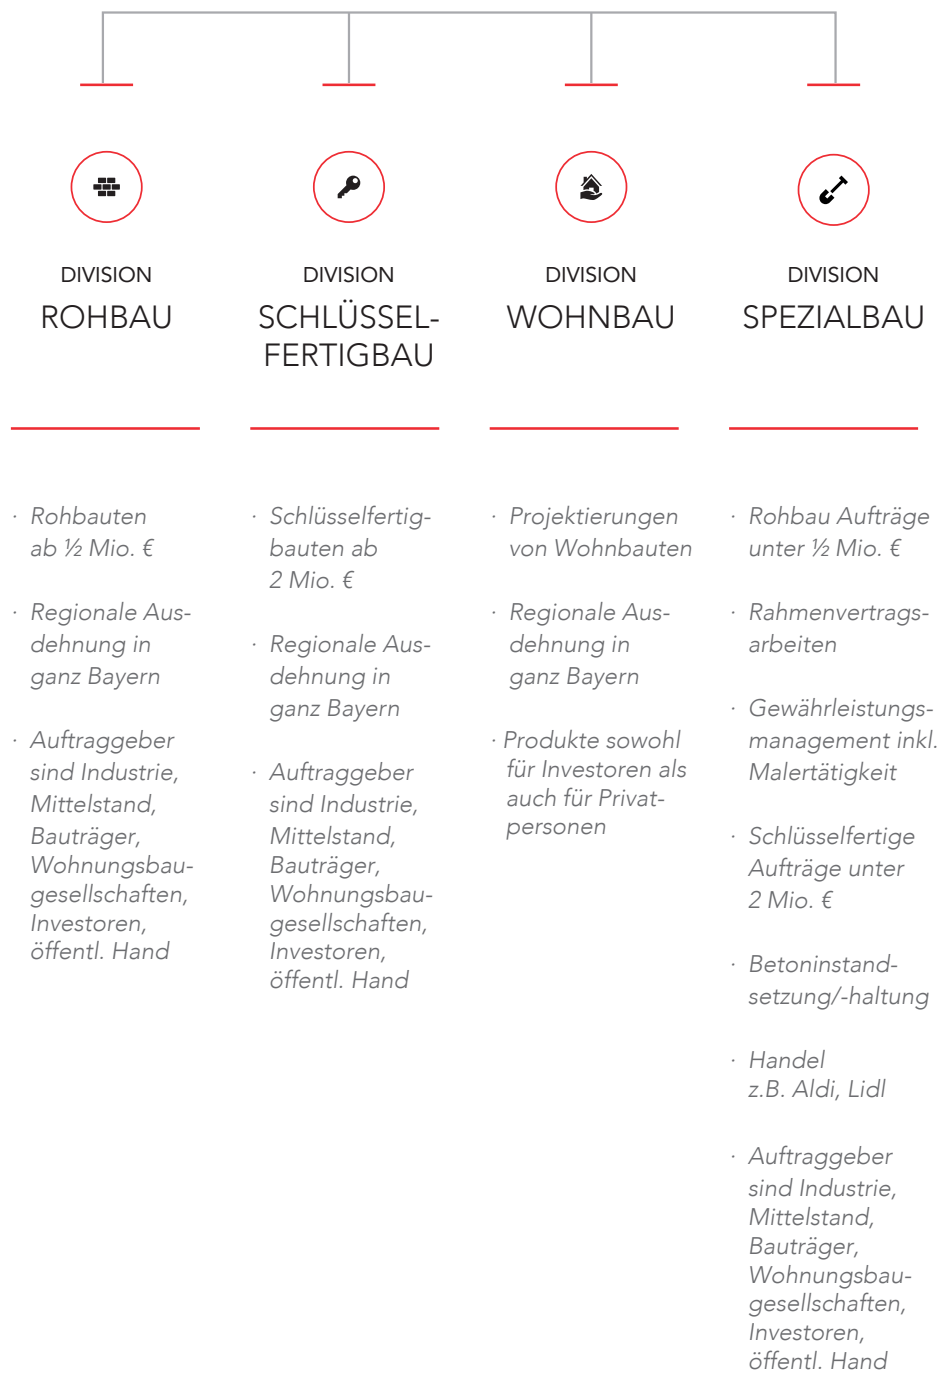 DIVISION
ROHBAU
· Rohbauten
ab ½ Mio. €
· Regionale Aus-
dehnung in
ganz Bayern
· Auftraggeber
sind Industrie,
Mittelstand,
Bauträger,
Wohnungsbau-
gesellschaften,
Investoren,
öffentl. Hand
DIVISION
SCHLÜSSEL-
FERTIGBAU
· Schlüsselfertig-
bauten ab
2 Mio. €
· Regionale Aus-
dehnung in
ganz Bayern
· Auftraggeber
sind Industrie,
Mittelstand,
Bauträger,
Wohnungsbau-
gesellschaften,
Investoren,
öffentl. Hand
DIVISION
WOHNBAU
· Projektierungen
von Wohnbauten
· Regionale Aus-
dehnung in
ganz Bayern
· Produkte sowohl
für Investoren als
auch für Privat-
personen
DIVISION
SPEZIALBAU
· Rohbau Aufträge
unter ½ Mio. €
· Rahmenvertrags-
arbeiten
· Gewährleistungs-
management inkl.
Malertätigkeit
· Schlüsselfertige
Aufträge unter
2 Mio. €
· Betoninstand-
setzung/-haltung
· Handel
z.B. Aldi, Lidl
· Auftraggeber
sind Industrie,
Mittelstand,
Bauträger,
Wohnungsbau-
gesellschaften,
Investoren,
öffentl. Hand